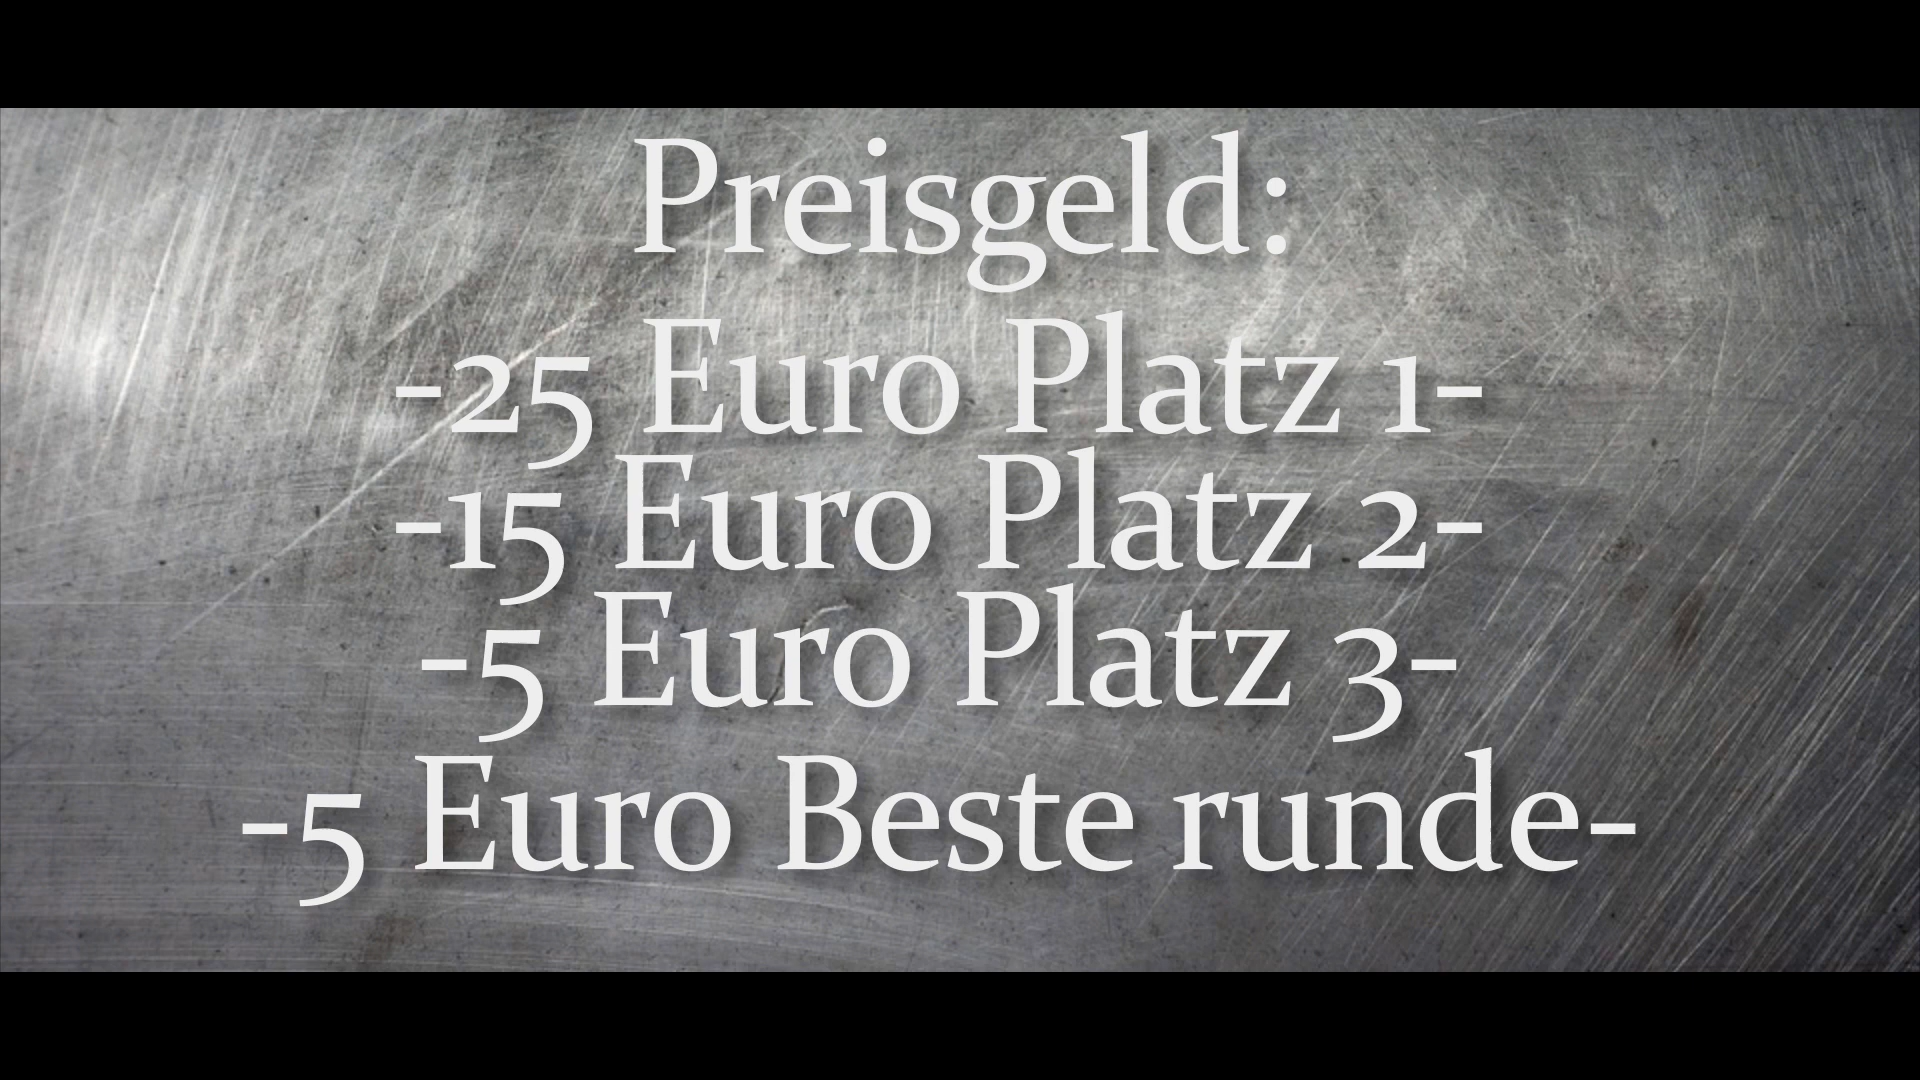 Preisgeld:
-25 Euro Platz 1-
-15 Euro Platz 2-
-5 Euro Platz 3-
-5 Euro Beste runde-